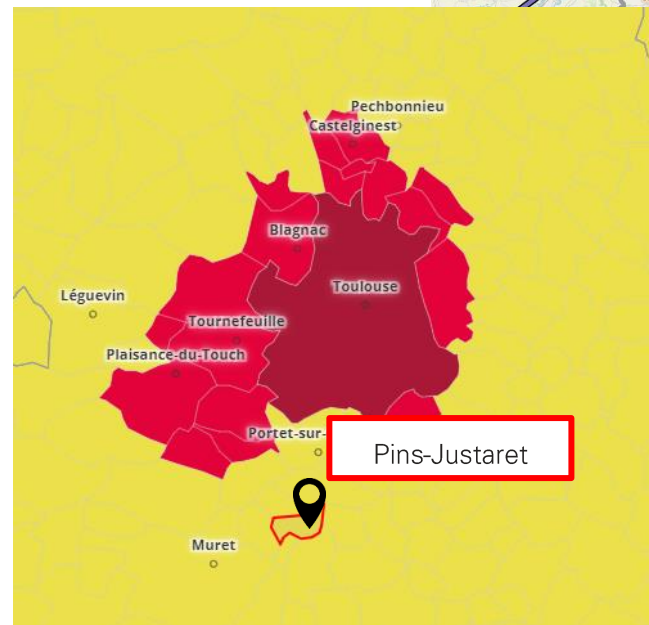 Pechbonnieu
Castelginest
Blagnac
Toulouse
Léguevin
Tournefeuille
Plaisance-du-Touch
Portet-sur-
Pins-Justaret
Muret